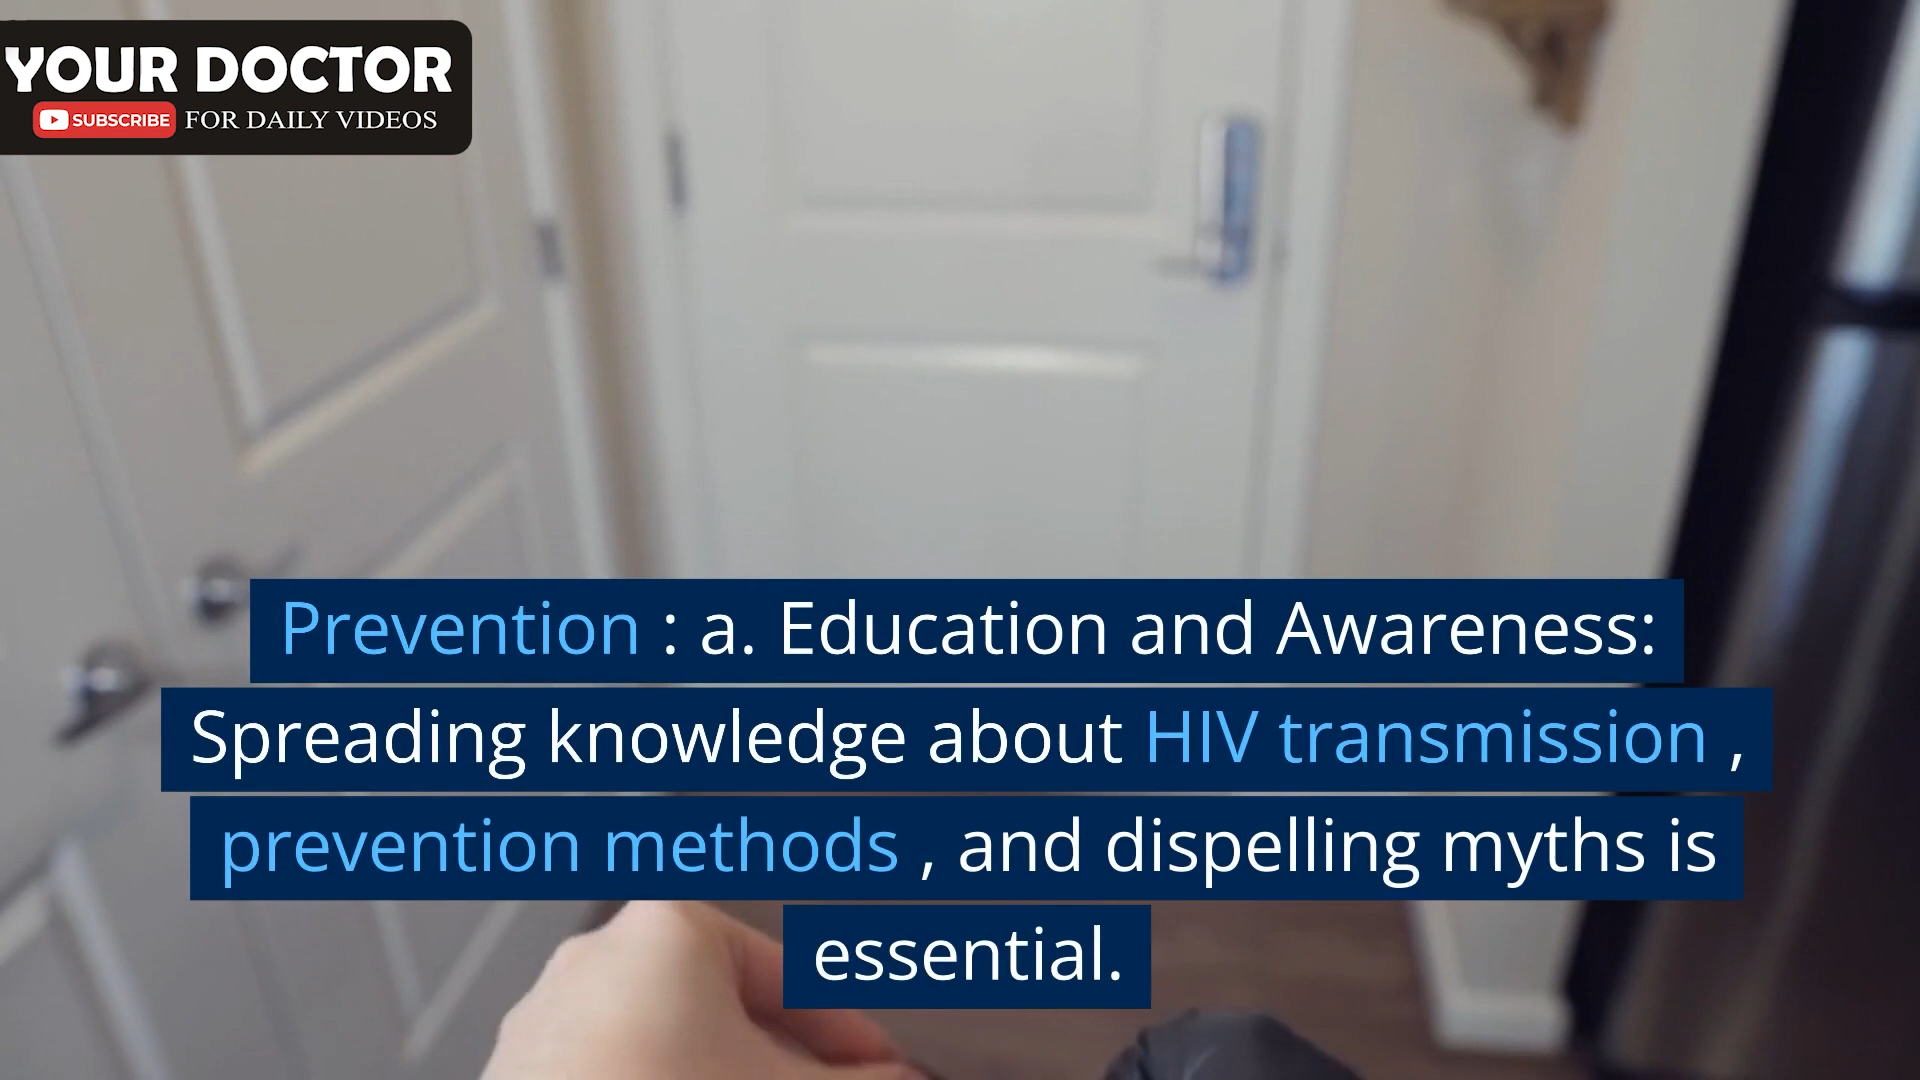 YOUR DOCTOR
SUBSCRIBE FOR DAILY VIDEOS
Prevention : a. Education and Awareness:
Spreading knowledge about HIV transmission ,
prevention methods , and dispelling myths is
essential.